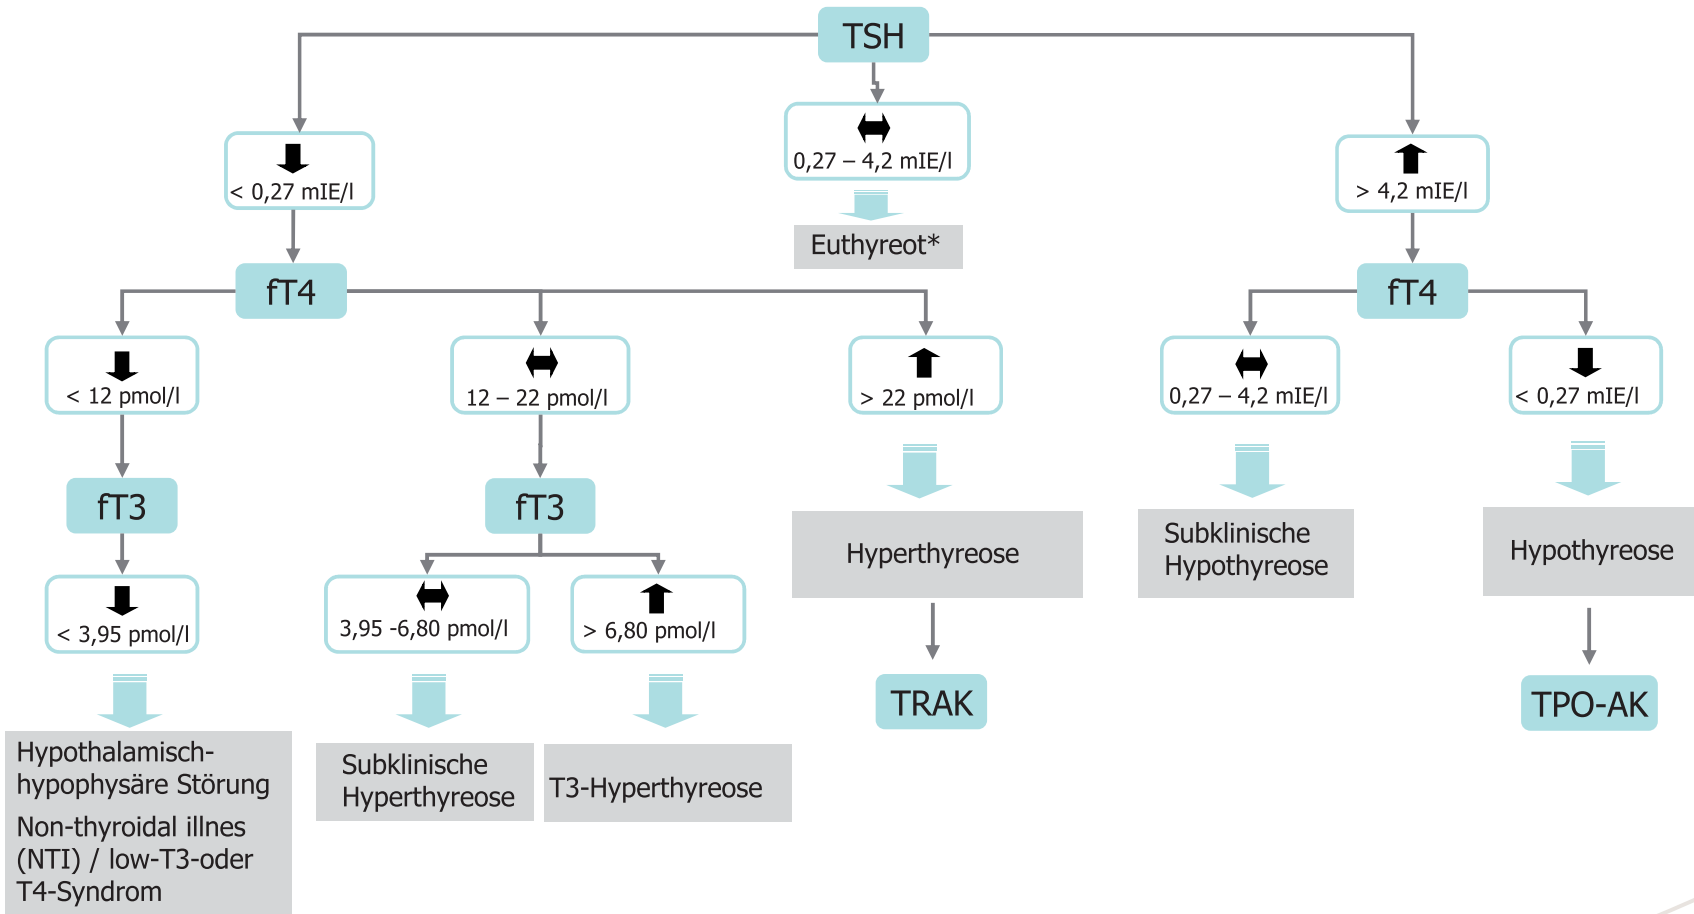 TSH
< 0,27 mIE/l
0,27 – 4,2 mIE/l
> 4,2 mIE/l
Euthyreot*
fT4
fT4
< 12 pmol/l
12 – 22 pmol/l
> 22 pmol/l
0,27 – 4,2 mIE/l
< 0,27 mIE/l
fT3
fT3
Hyperthyreose
Subklinische
Hypothyreose
Hypothyreose
< 3,95 pmol/l
3,95 -6,80 pmol/l
> 6,80 pmol/l
TRAK
TPO-AK
Hypothalamisch-
hypophysäre Störung
Non-thyroidal illnes
(NTI) / low-T3-oder
T4-Syndrom
Subklinische
Hyperthyreose
T3-Hyperthyreose